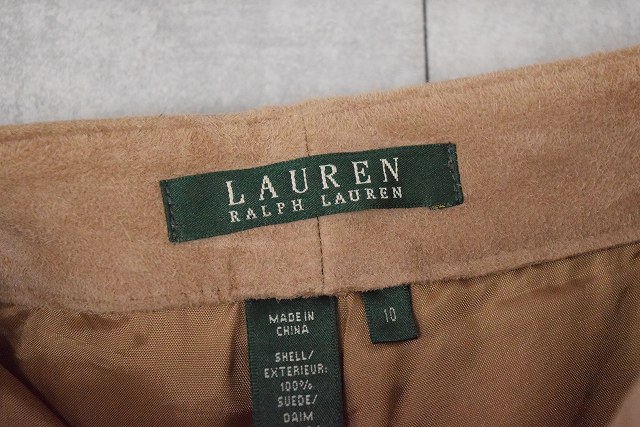 LAUREN
RALPH LAUREN
MADE IN
CHINA
10
SHELL/
EXTERIEUR:
100%
SUEDE/
DAIM